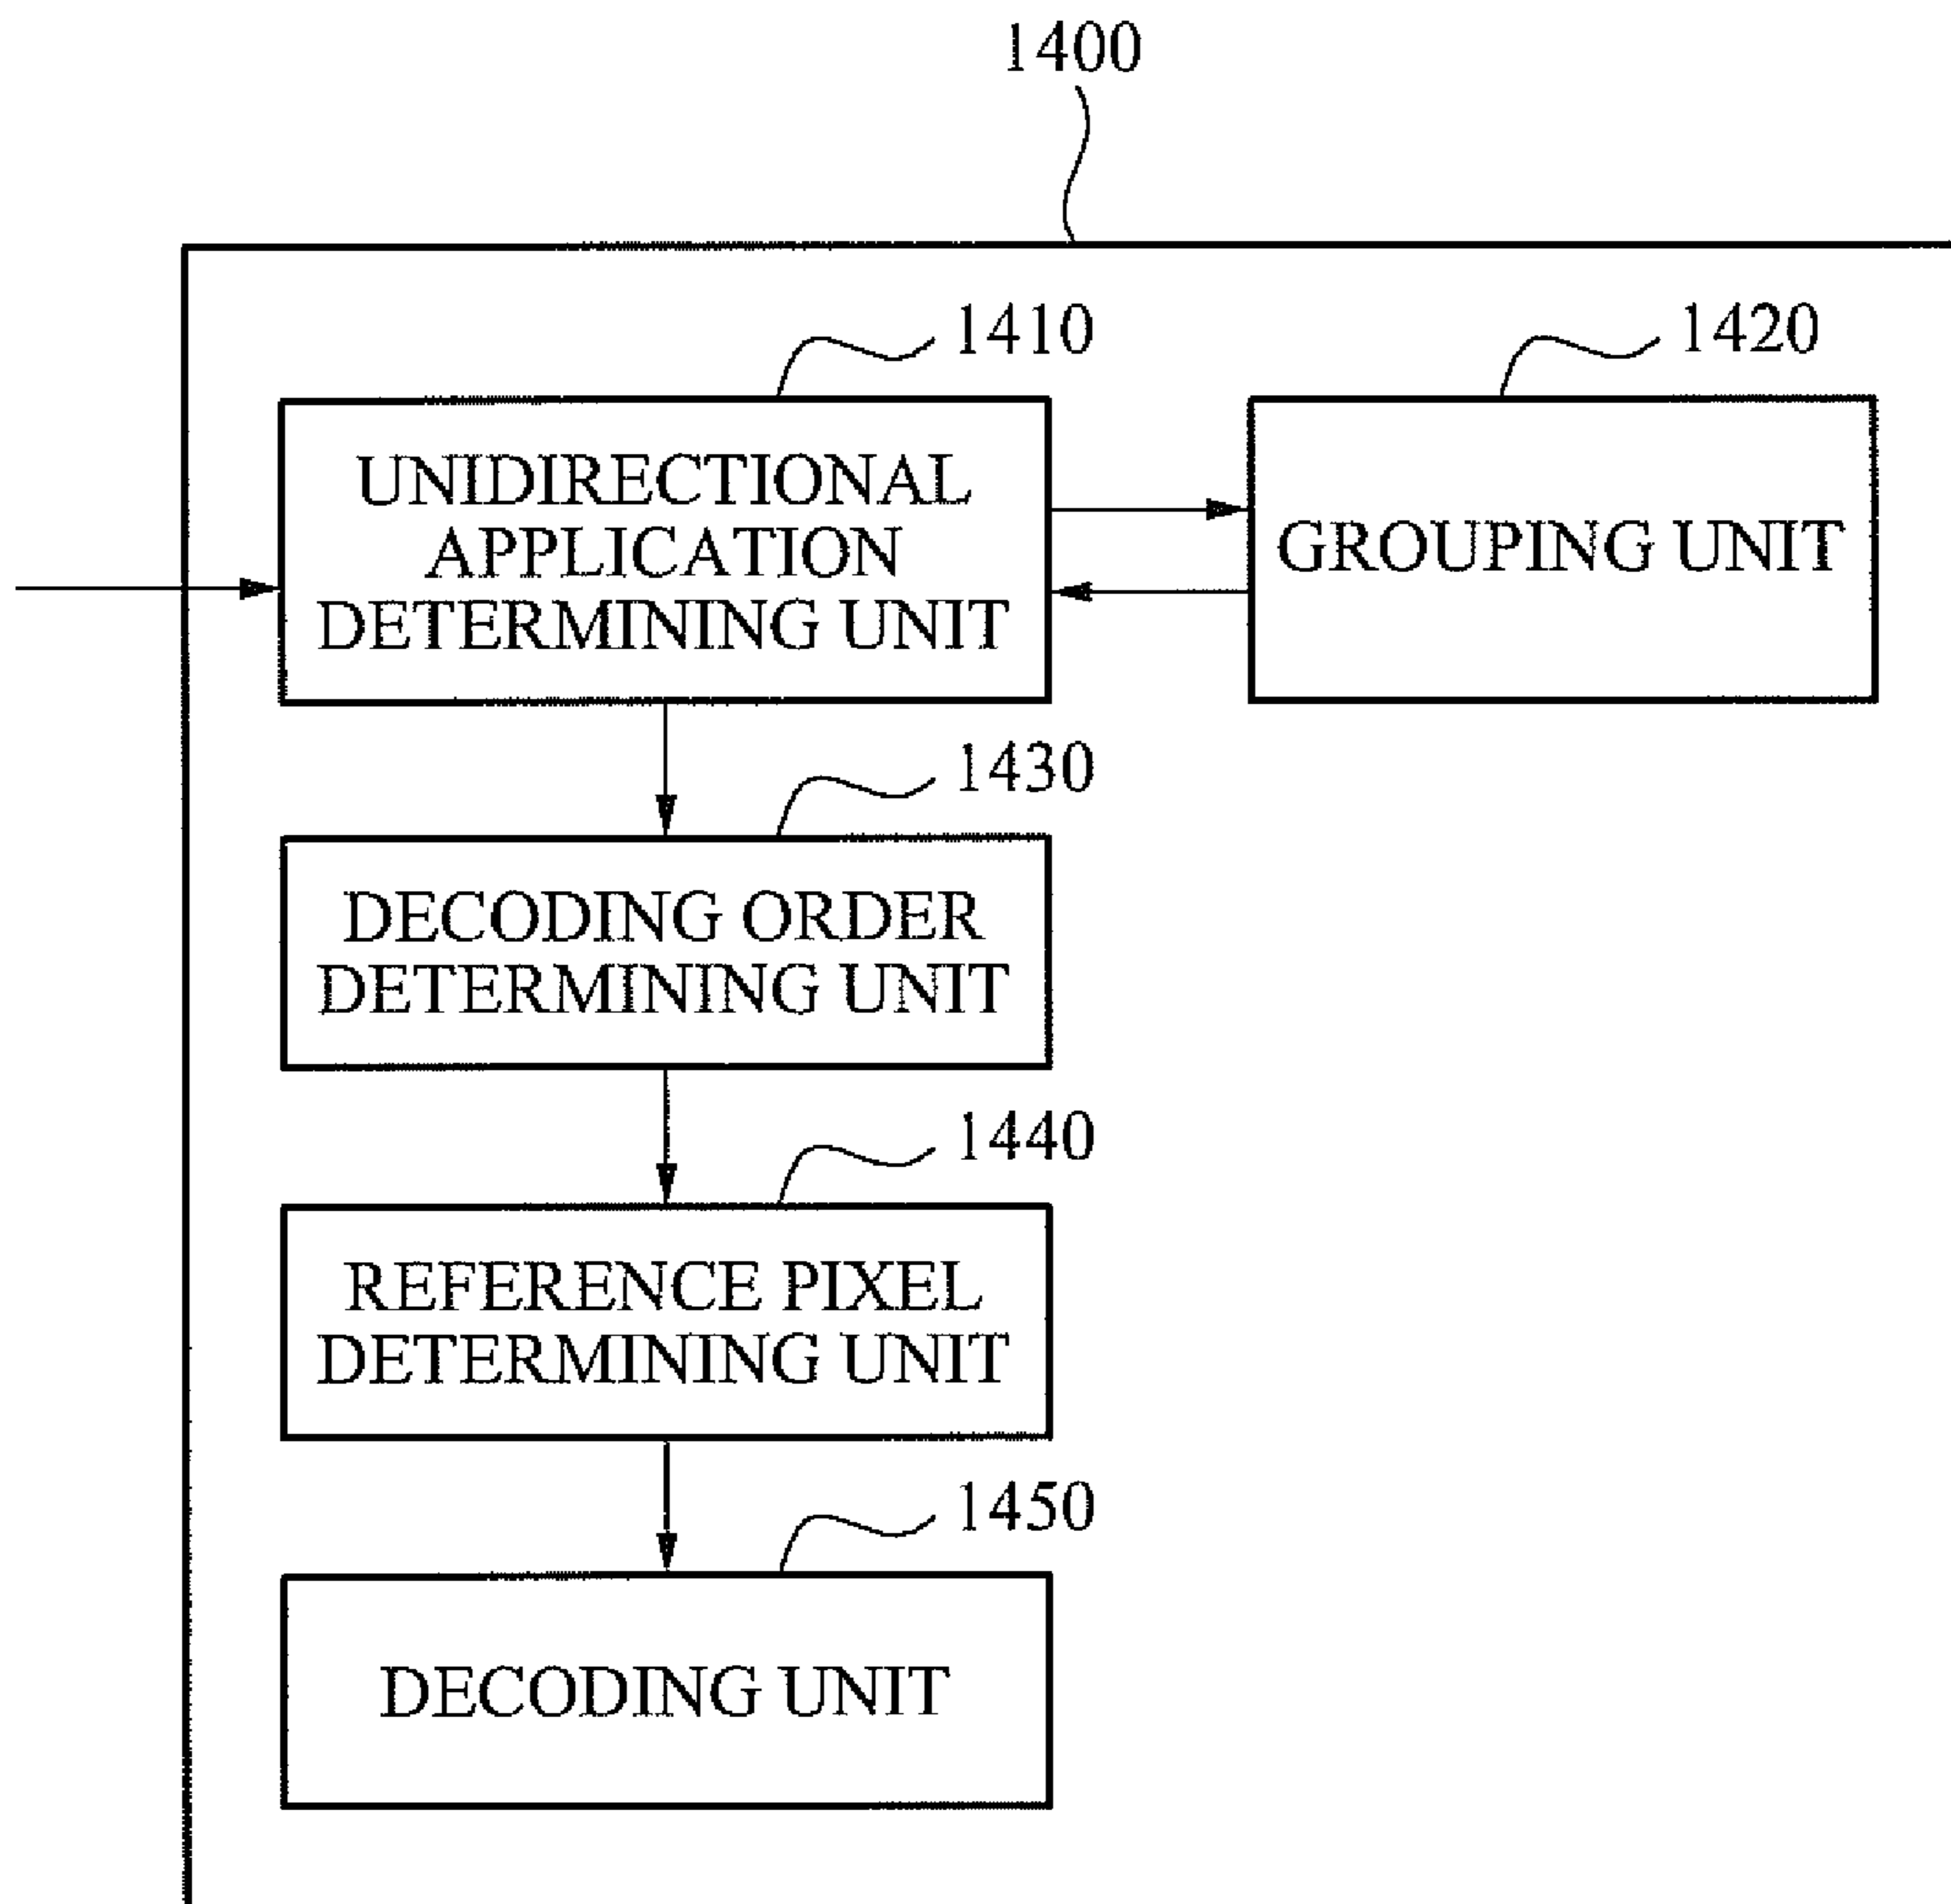 1400
1410
1420
UNIDIRECTIONAL
APPLICATION
DETERMINING UNIT
GROUPING UNIT
1430
DECODING ORDER
DETERMINING UNIT
1440
REFERENCE PIXEL
DETERMINING UNIT
1450
DECODING UNIT